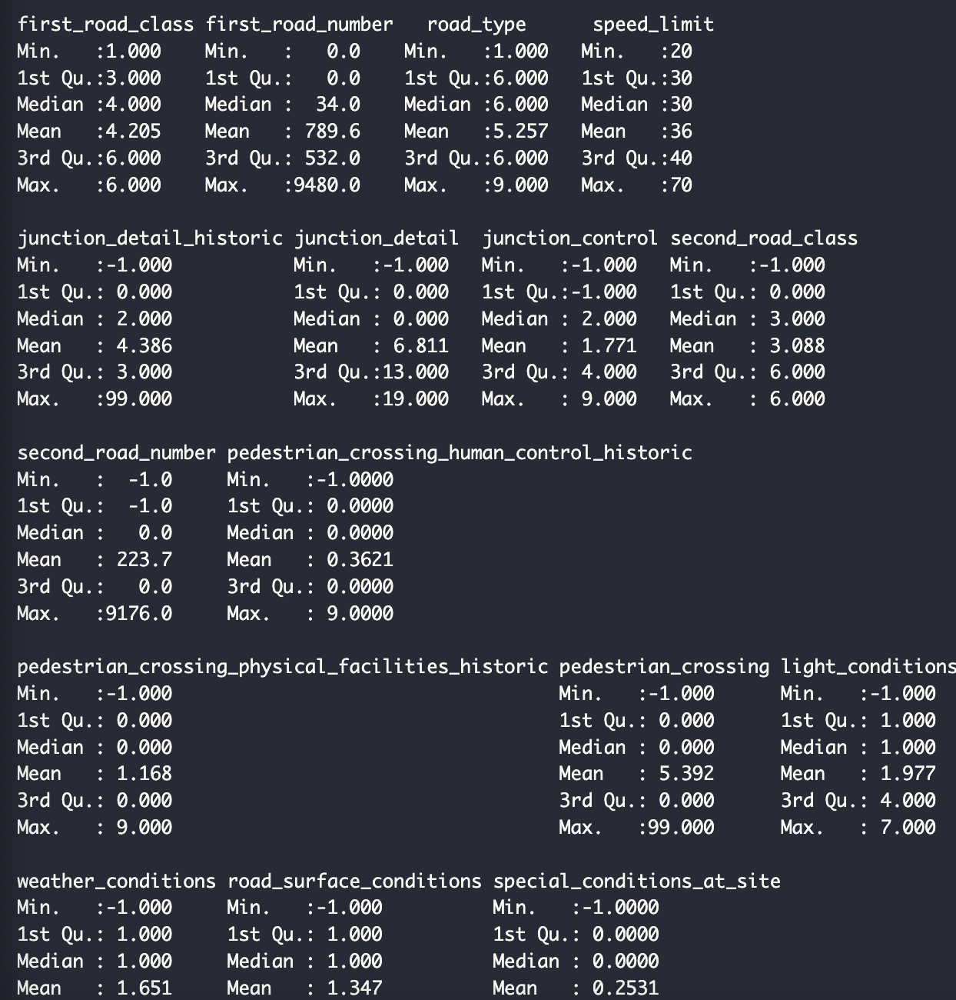 first_road_class first_road_number   road_type      speed_limit
Min.   :1.000    Min.   :   0.0    Min.   :1.000   Min.   :20
1st Qu.:3.000    1st Qu.:   0.0    1st Qu.:6.000   1st Qu.:30
Median :4.000    Median :  34.0    Median :6.000   Median :30
Mean   :4.205    Mean   : 789.6    Mean   :5.257   Mean   :36
3rd Qu.:6.000    3rd Qu.: 532.0    3rd Qu.:6.000   3rd Qu.:40
Max.   :6.000    Max.   :9480.0    Max.   :9.000   Max.   :70
junction_detail_historic junction_detail  junction_control second_road_class
Min.   :-1.000           Min.   :-1.000   Min.   :-1.000   Min.   :-1.000
1st Qu.: 0.000           1st Qu.: 0.000   1st Qu.:-1.000   1st Qu.: 0.000
Median : 2.000           Median : 0.000   Median : 2.000   Median : 3.000
Mean   : 4.386           Mean   : 6.811   Mean   : 1.771   Mean   : 3.088
3rd Qu.: 3.000           3rd Qu.:13.000   3rd Qu.: 4.000   3rd Qu.: 6.000
Max.   :99.000           Max.   :19.000   Max.   : 9.000   Max.   : 6.000
second_road_number pedestrian_crossing_human_control_historic
Min.   :  -1.0     Min.   :-1.0000
1st Qu.:  -1.0     1st Qu.: 0.0000
Median :   0.0     Median : 0.0000
Mean   : 223.7     Mean   : 0.3621
3rd Qu.:   0.0     3rd Qu.: 0.0000
Max.   :9176.0     Max.   : 9.0000
pedestrian_crossing_physical_facilities_historic pedestrian_crossing light_conditions
Min.   :-1.000                                   Min.   :-1.000      Min.   :-1.000
1st Qu.: 0.000                                   1st Qu.: 0.000      1st Qu.: 1.000
Median : 0.000                                   Median : 0.000      Median : 1.000
Mean   : 1.168                                   Mean   : 5.392      Mean   : 1.977
3rd Qu.: 0.000                                   3rd Qu.: 0.000      3rd Qu.: 4.000
Max.   : 9.000                                   Max.   :99.000      Max.   : 7.000
weather_conditions road_surface_conditions special_conditions_at_site
Min.   :-1.000     Min.   :-1.000          Min.   :-1.0000
1st Qu.: 1.000     1st Qu.: 1.000          1st Qu.: 0.0000
Median : 1.000     Median : 1.000          Median : 0.0000
Mean   : 1.651     Mean   : 1.347          Mean   : 0.2531